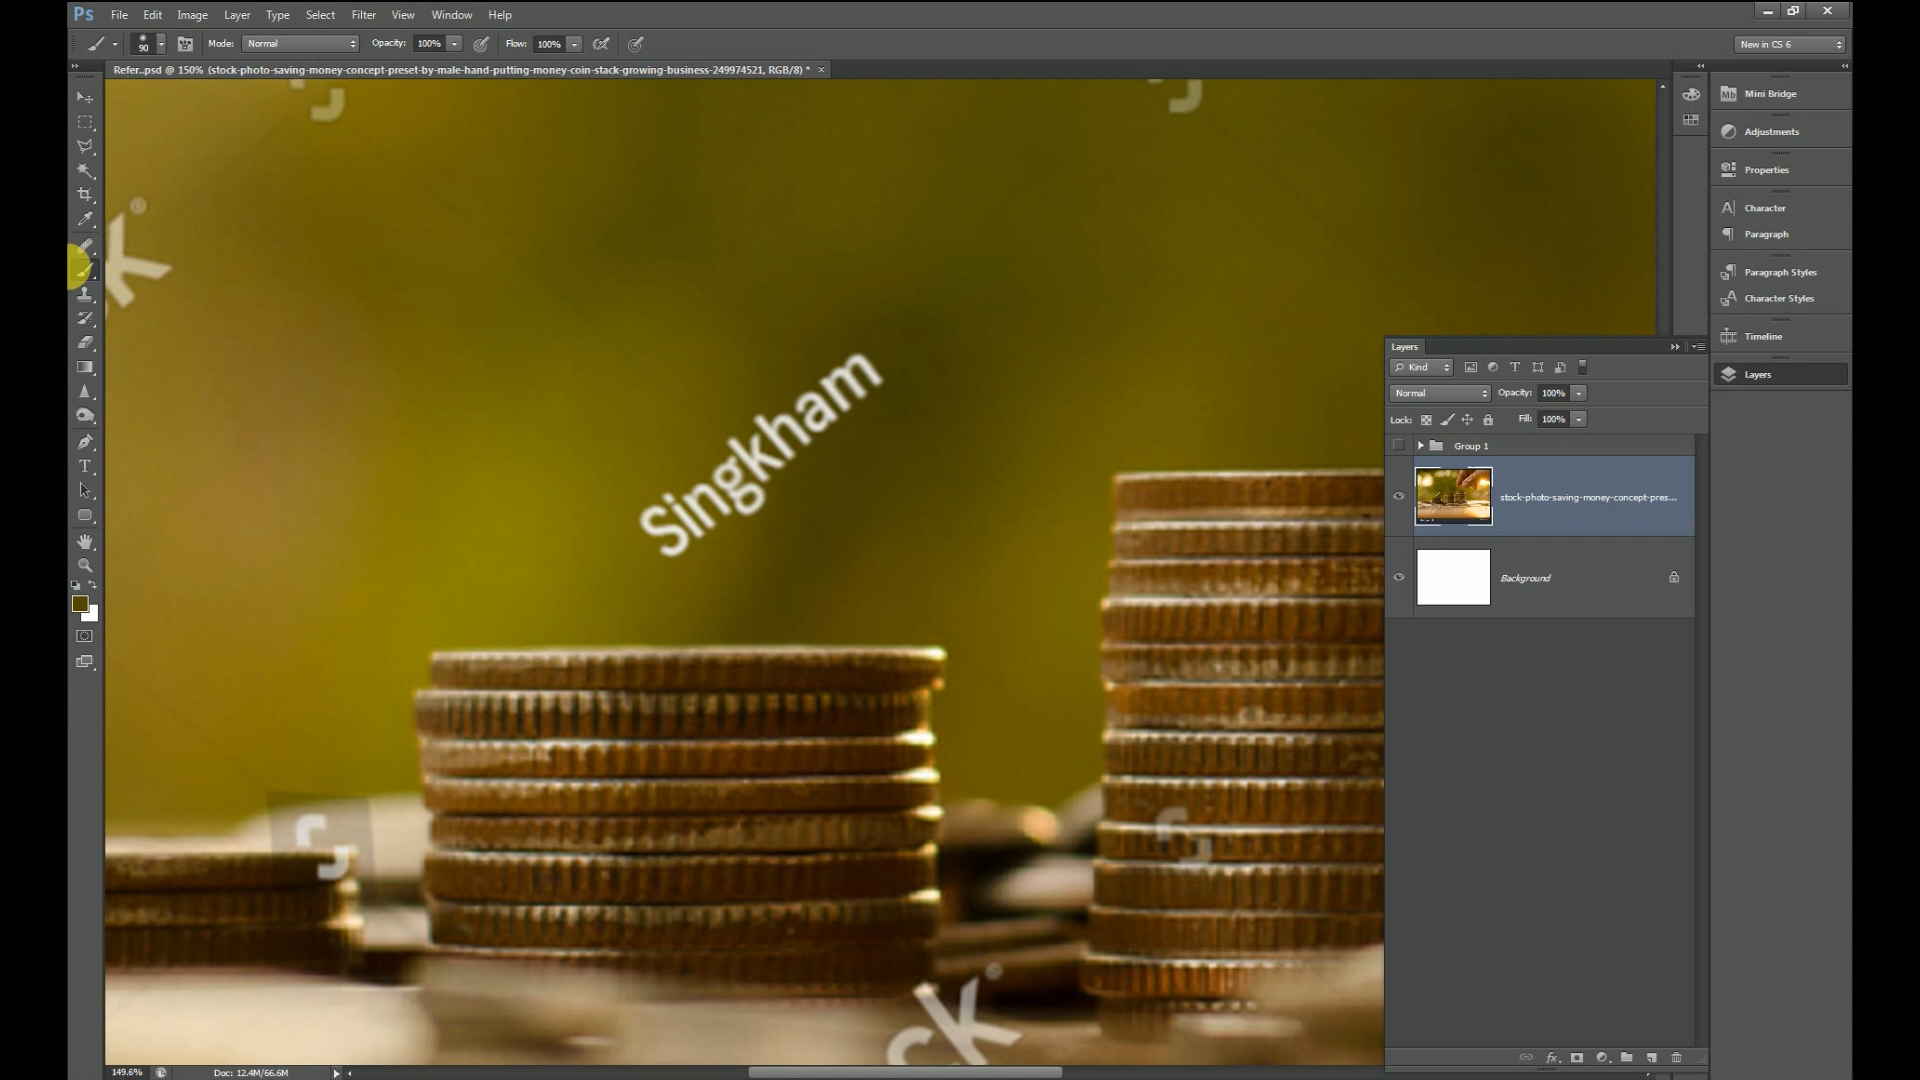 Ps File Edit Image Layer Type Select Filter View Window Help
90 Mode: Normal Opacity: 100% Flow: 100% New in CS 6
Refer..psd @ 150% (stock-photo-saving-money-concept-preset-by-male-hand-putting-money-coin-stack-growing-business-249974521, RGB/8) * ×
Mb Mini Bridge
Adjustments
Properties
Character
Paragraph
Paragraph Styles
Character Styles
Timeline
Layers
k®
Singkham
Layers
Kind
Normal Opacity: 100%
Lock: Fill: 100%
Group 1
stock-photo-saving-money-concept-pres...
Background
ck®
fx
149.6% Doc: 12.4M/66.6M